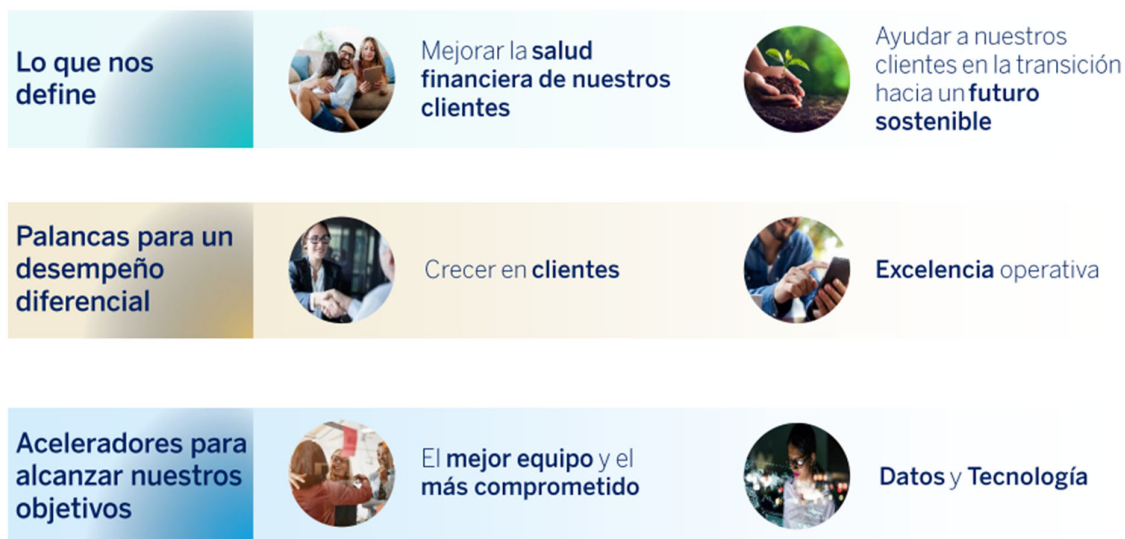 Lo que nos
define
Mejorar la salud
financiera de nuestros
clientes
Ayudar a nuestros
clientes en la transición
hacia un futuro
sostenible
Palancas para un
desempeño
diferencial
Crecer en clientes
Excelencia operativa
Aceleradores para
alcanzar nuestros
objetivos
El mejor equipo y el
más comprometido
Datos y Tecnología